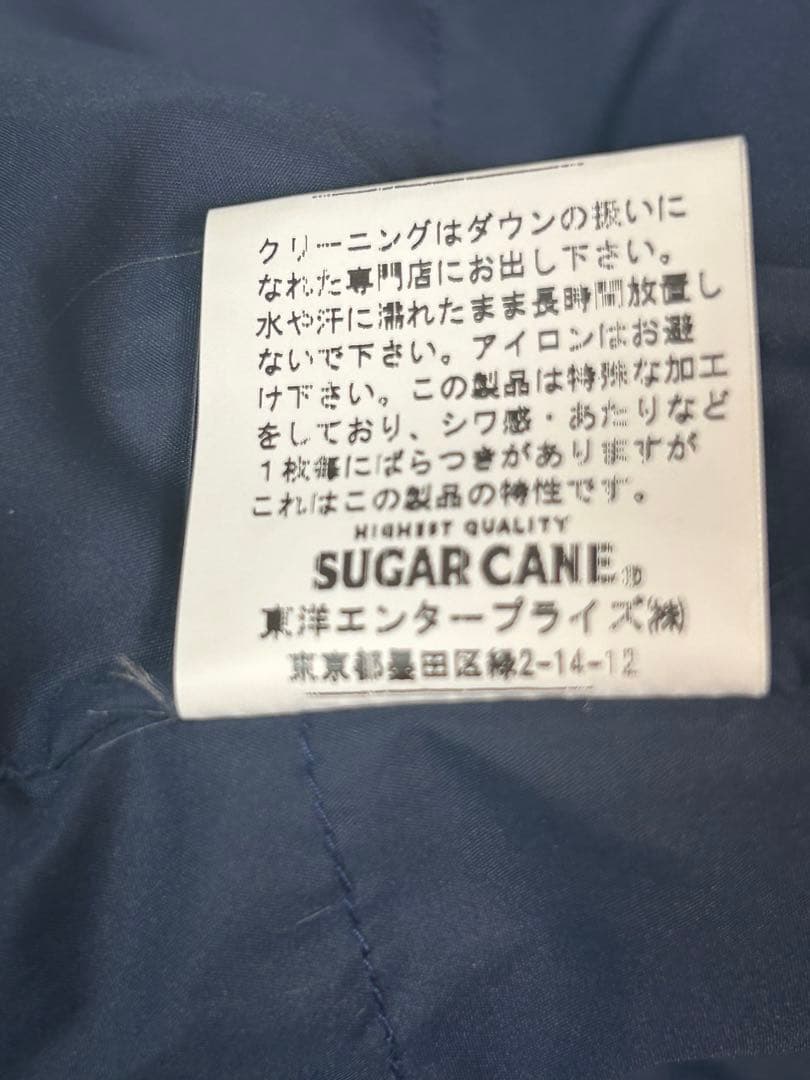 クリーニングはダウンの扱いに
なれた専門店にお出し下さい。
水や汗に濡れたまま長時間放置し
ないで下さい。アイロンはお避
け下さい。この製品は特殊な加工
をしており、シワ感・あたりなど
1枚毎にばらつきがありますが
これはこの製品の特性です。
HIGHEST QUALITY
SUGAR CANE®
東洋エンタープライズ㈱
東京都墨田区緑2-14-12